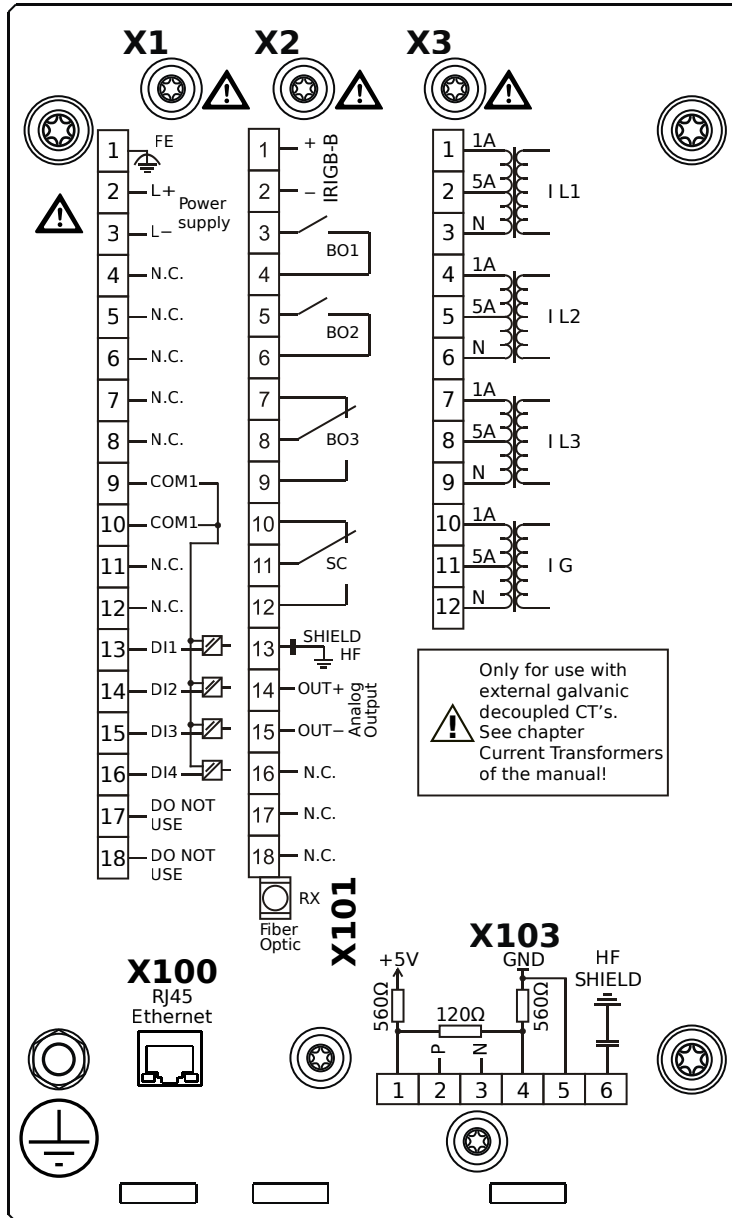 X1
X2
X3
1 FE
2 L+
Power
supply
3 L−
4 N.C.
5 N.C.
6 N.C.
7 N.C.
8 N.C.
9 COM1
10 COM1
11 N.C.
12 N.C.
13 DI1
14 DI2
15 DI3
16 DI4
17 DO NOT
USE
18 DO NOT
USE
1 +
IRIGB-B
2 −
3
BO1
4
5
BO2
6
7
8 BO3
9
10
11 SC
12
13 SHIELD
HF
14 OUT+
Analog
Output
15 OUT−
16 N.C.
17 N.C.
18 N.C.
RX
Fiber
Optic
X101
1 1A
2 5A I L1
3 N
4 1A
5 5A I L2
6 N
7 1A
8 5A I L3
9 N
10 1A
11 5A I G
12 N
Only for use with
external galvanic
decoupled CT's.
See chapter
Current Transformers
of the manual!
X100
RJ45
Ethernet
X103
+5V
GND
HF
SHIELD
560Ω
120Ω
560Ω
P
N
1 2 3 4 5 6